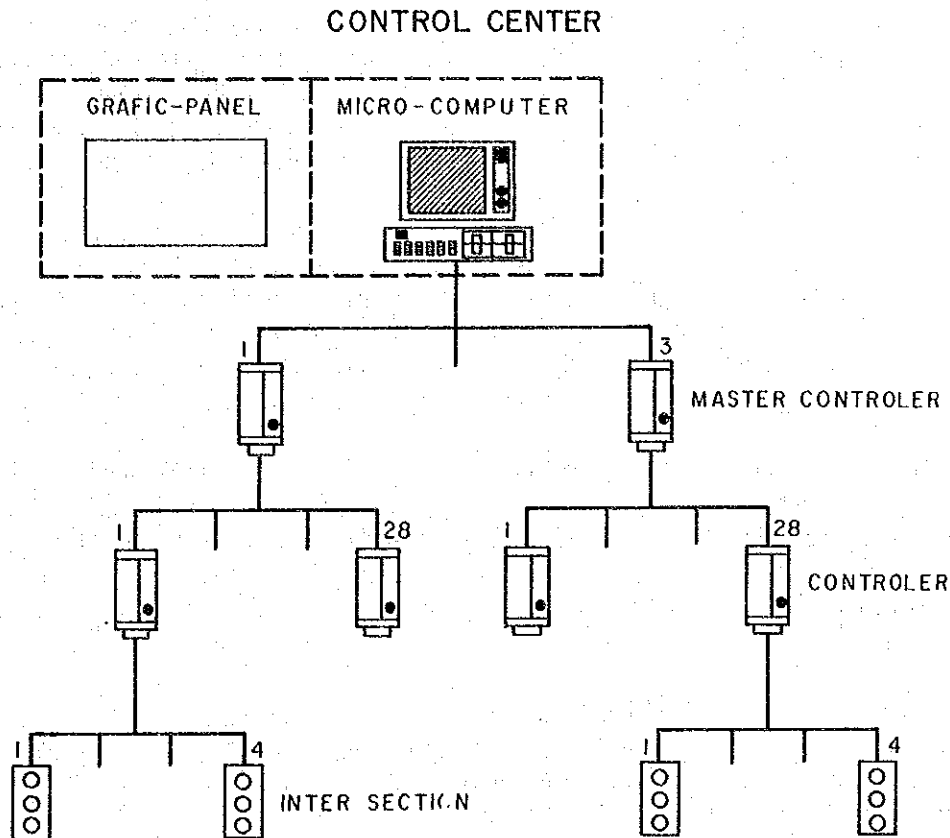 CONTROL CENTER
GRAFIC-PANEL MICRO-COMPUTER
1 3
MASTER CONTROLER
1 28 1 28
CONTROLER
1 4 1 4
INTER SECTION